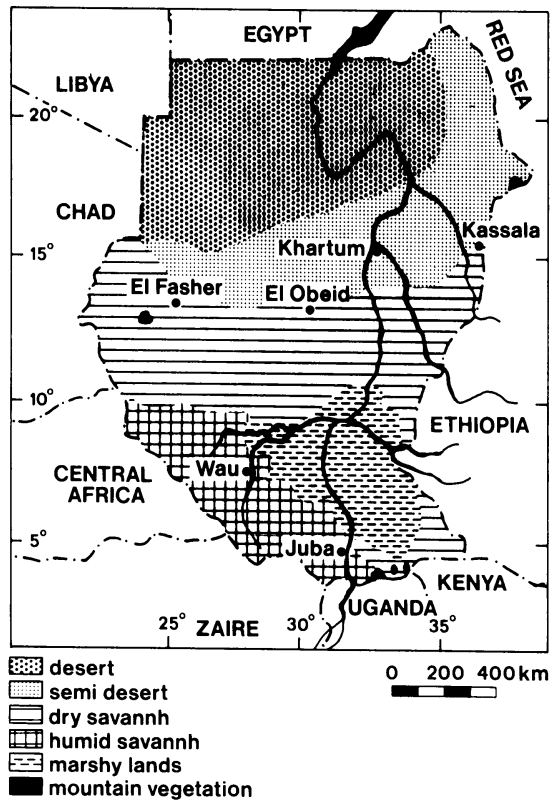 EGYPT
RED SEA
LIBYA
20°
CHAD
Kassala
15°
Khartum
El Fasher
El Obeid
10°
ETHIOPIA
Wau
CENTRAL
AFRICA
5°
Juba
KENYA
UGANDA
25°
ZAIRE
30°
35°
0 200 400 km
desert
semi desert
dry savannh
humid savannh
marshy lands
mountain vegetation